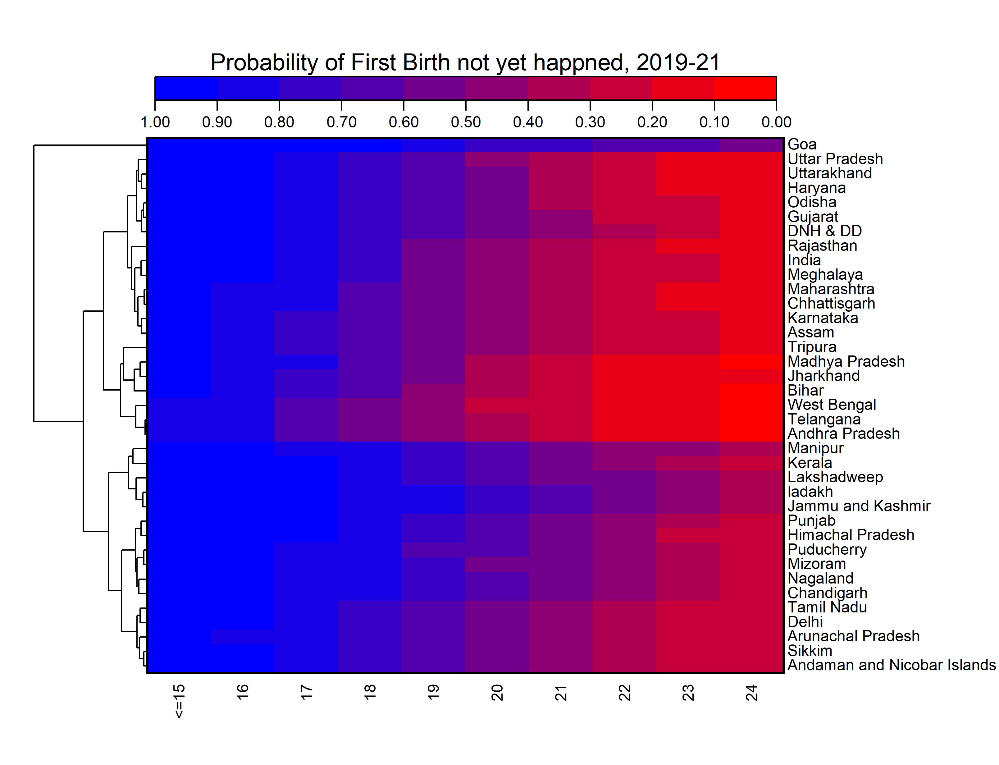 Probability of First Birth not yet happned, 2019-21
1.00 0.90 0.80 0.70 0.60 0.50 0.40 0.30 0.20 0.10 0.00
Goa
Uttar Pradesh
Uttarakhand
Haryana
Odisha
Gujarat
DNH & DD
Rajasthan
India
Meghalaya
Maharashtra
Chhattisgarh
Karnataka
Assam
Tripura
Madhya Pradesh
Jharkhand
Bihar
West Bengal
Telangana
Andhra Pradesh
Manipur
Kerala
Lakshadweep
ladakh
Jammu and Kashmir
Punjab
Himachal Pradesh
Puducherry
Mizoram
Nagaland
Chandigarh
Tamil Nadu
Delhi
Arunachal Pradesh
Sikkim
Andaman and Nicobar Islands
<=15 16 17 18 19 20 21 22 23 24